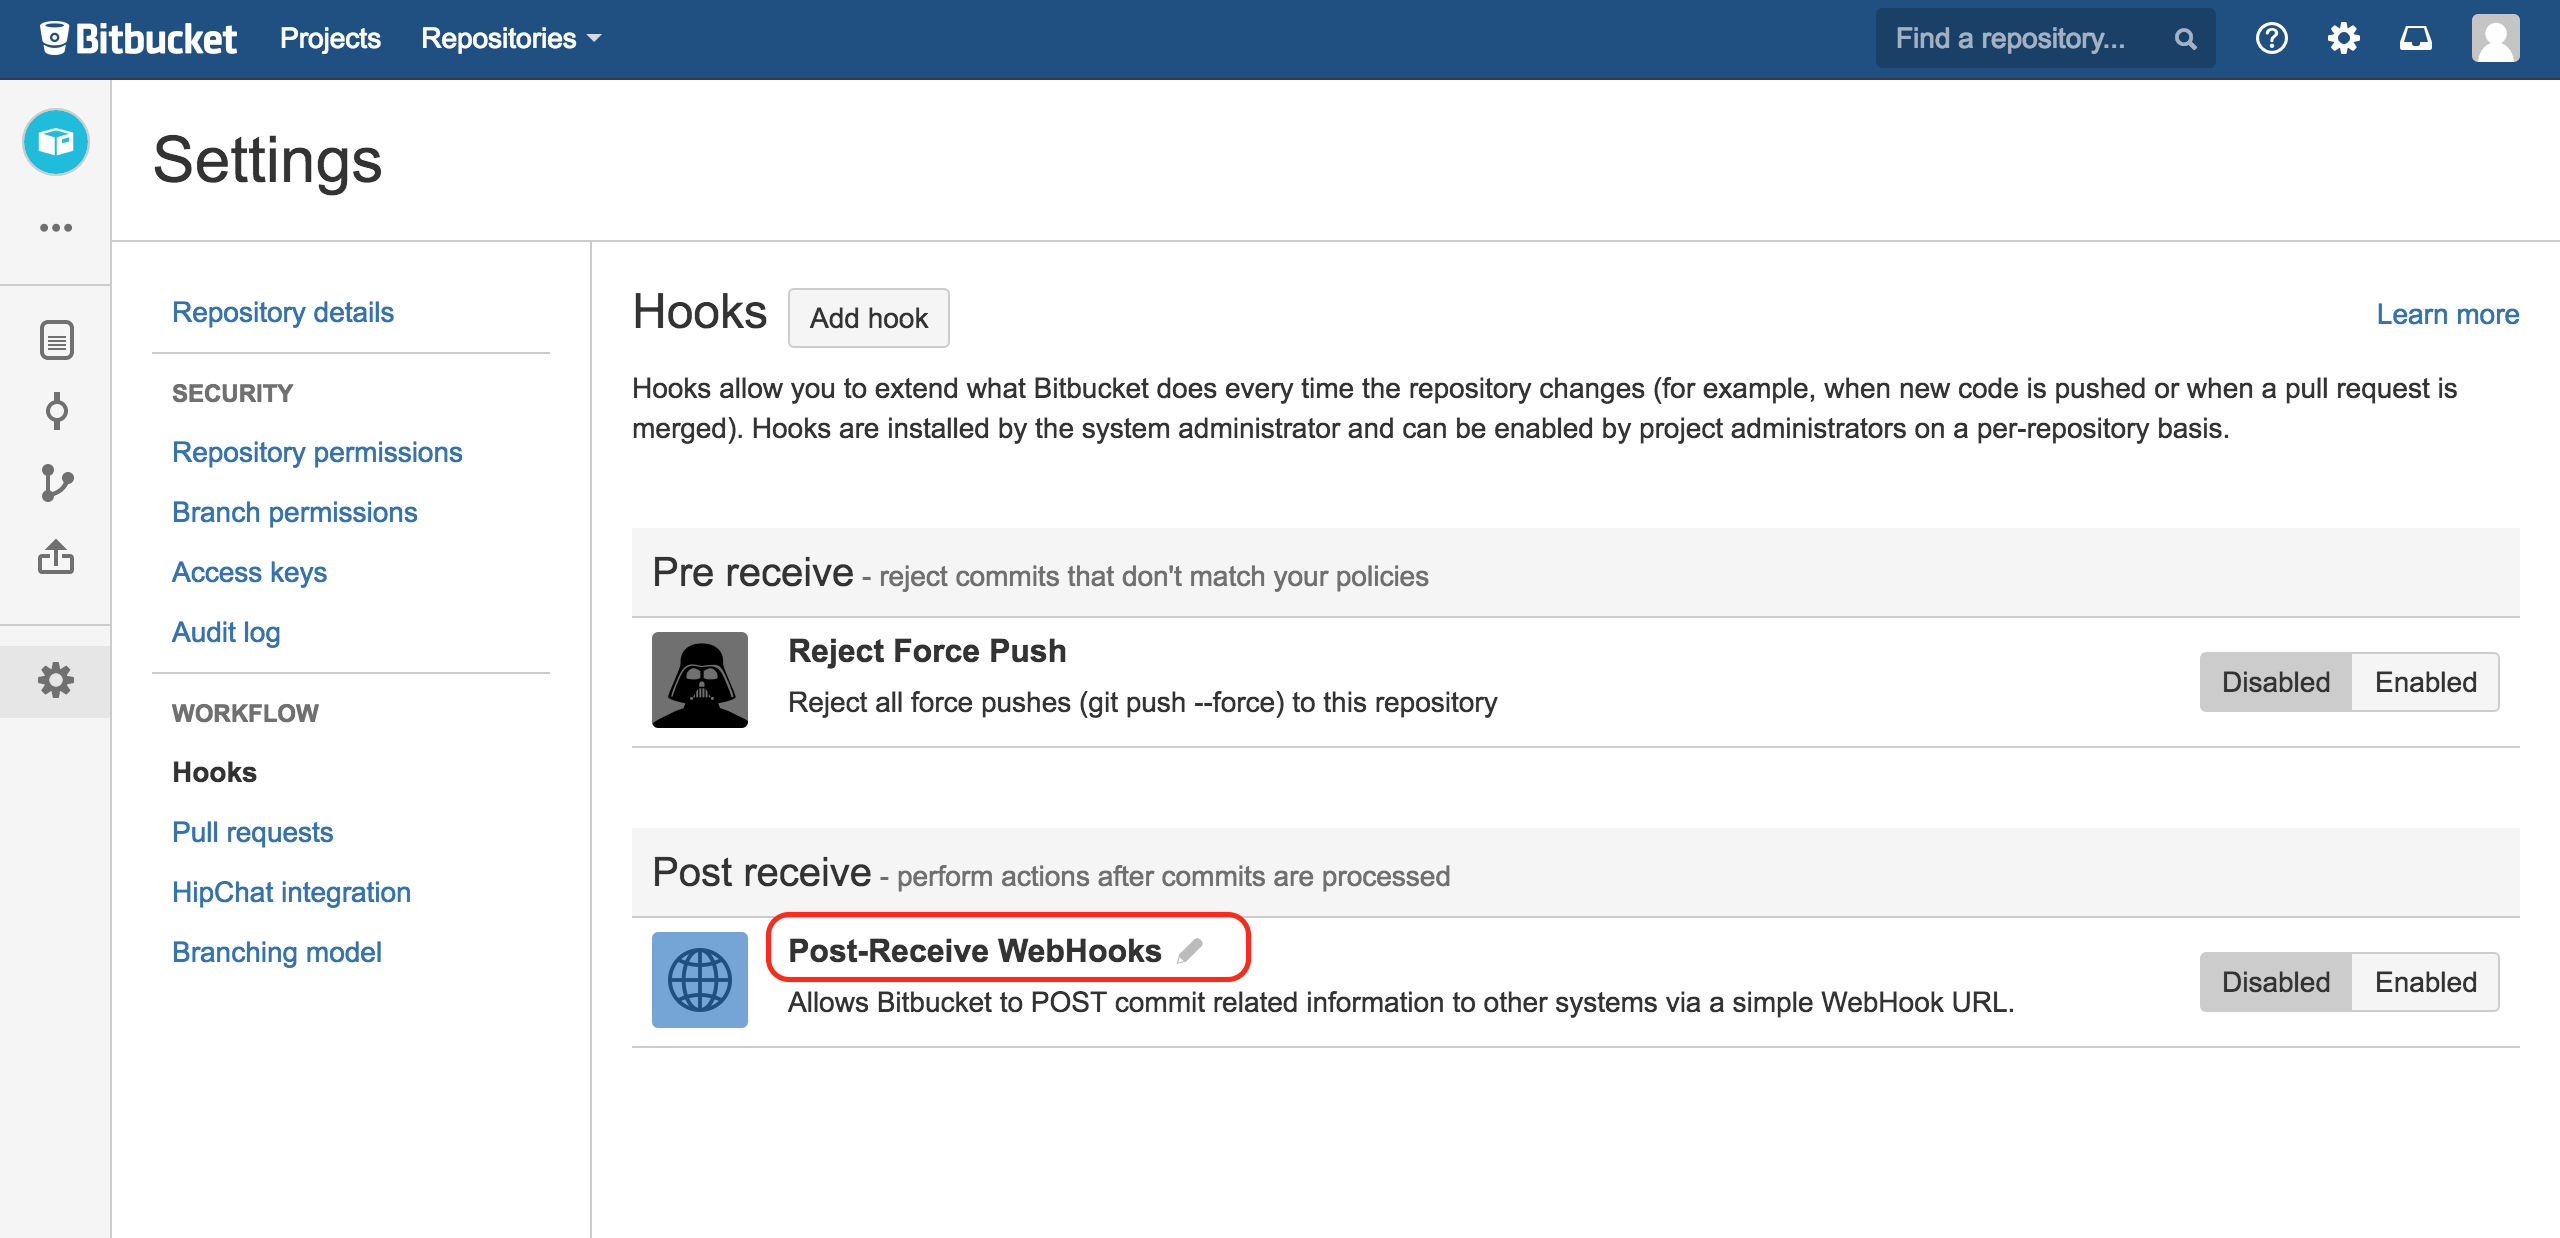 Bitbucket Projects Repositories Find a repository...
Settings
Repository details
SECURITY
Repository permissions
Branch permissions
Access keys
Audit log
WORKFLOW
Hooks
Pull requests
HipChat integration
Branching model
Hooks Add hook Learn more
Hooks allow you to extend what Bitbucket does every time the repository changes (for example, when new code is pushed or when a pull request is
merged). Hooks are installed by the system administrator and can be enabled by project administrators on a per-repository basis.
Pre receive - reject commits that don't match your policies
Reject Force Push
Reject all force pushes (git push --force) to this repository
Disabled Enabled
Post receive - perform actions after commits are processed
Post-Receive WebHooks
Allows Bitbucket to POST commit related information to other systems via a simple WebHook URL.
Disabled Enabled